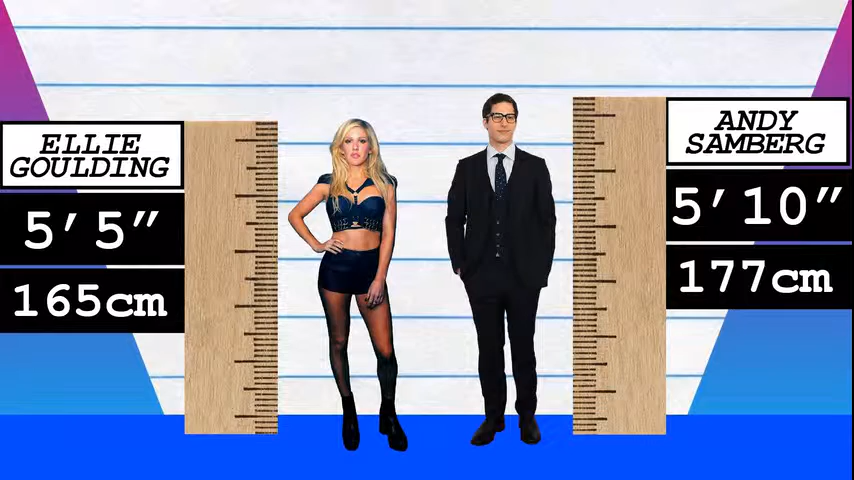 ELLIE
GOULDING
5’5”
165cm
ANDY
SAMBERG
5’10”
177cm